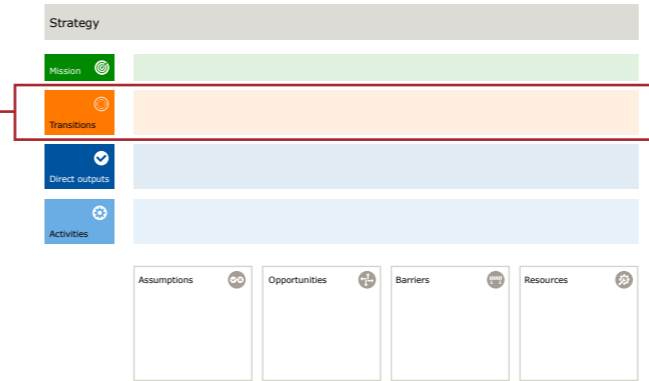 Strategy
Mission
Transitions
Direct outputs
Activities
Assumptions
Opportunities
Barriers
Resources